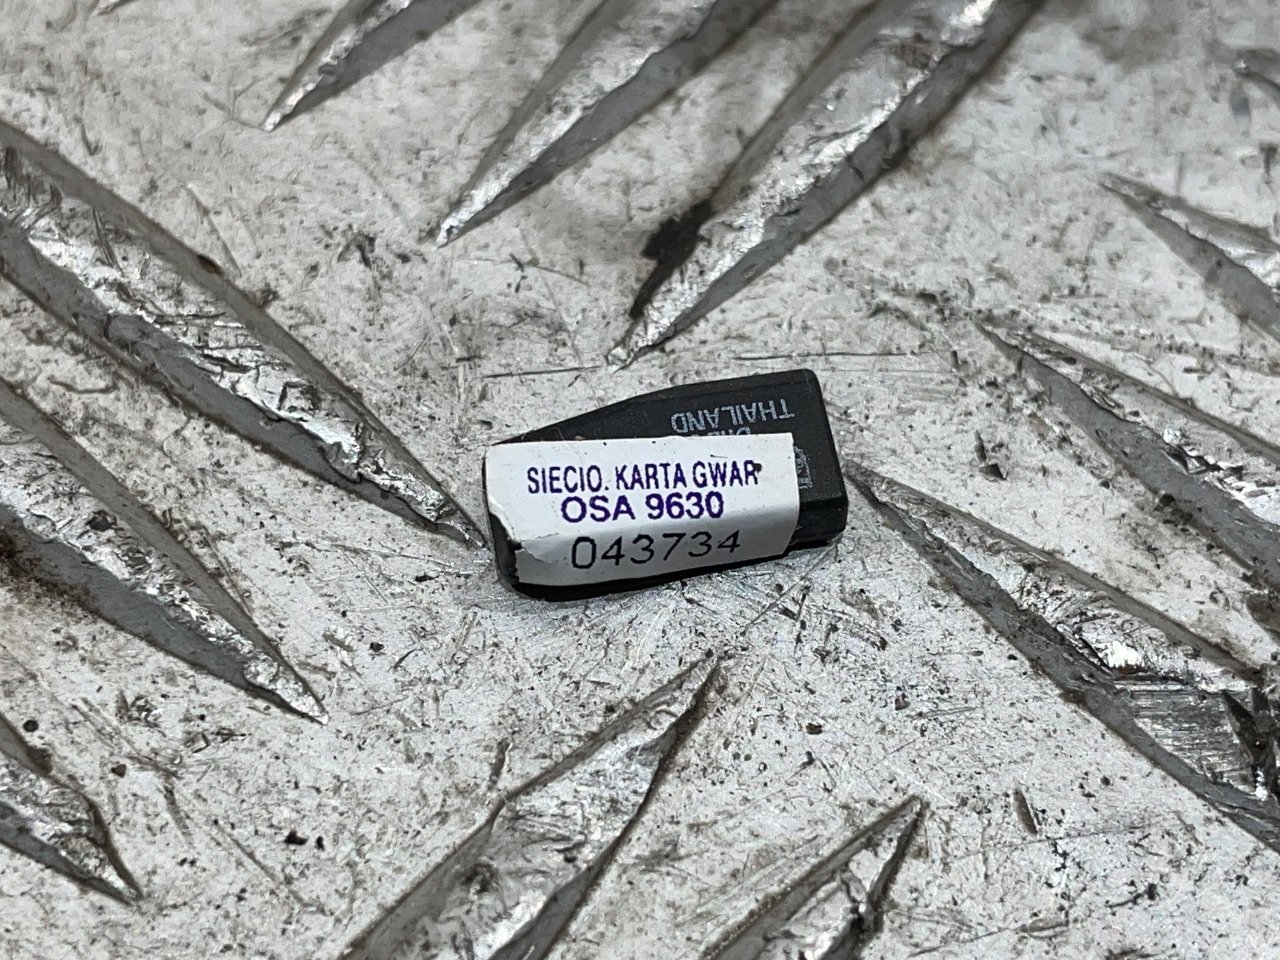 SIECIO. KARTA GWAR
OSA 9630
043734
THAILAND